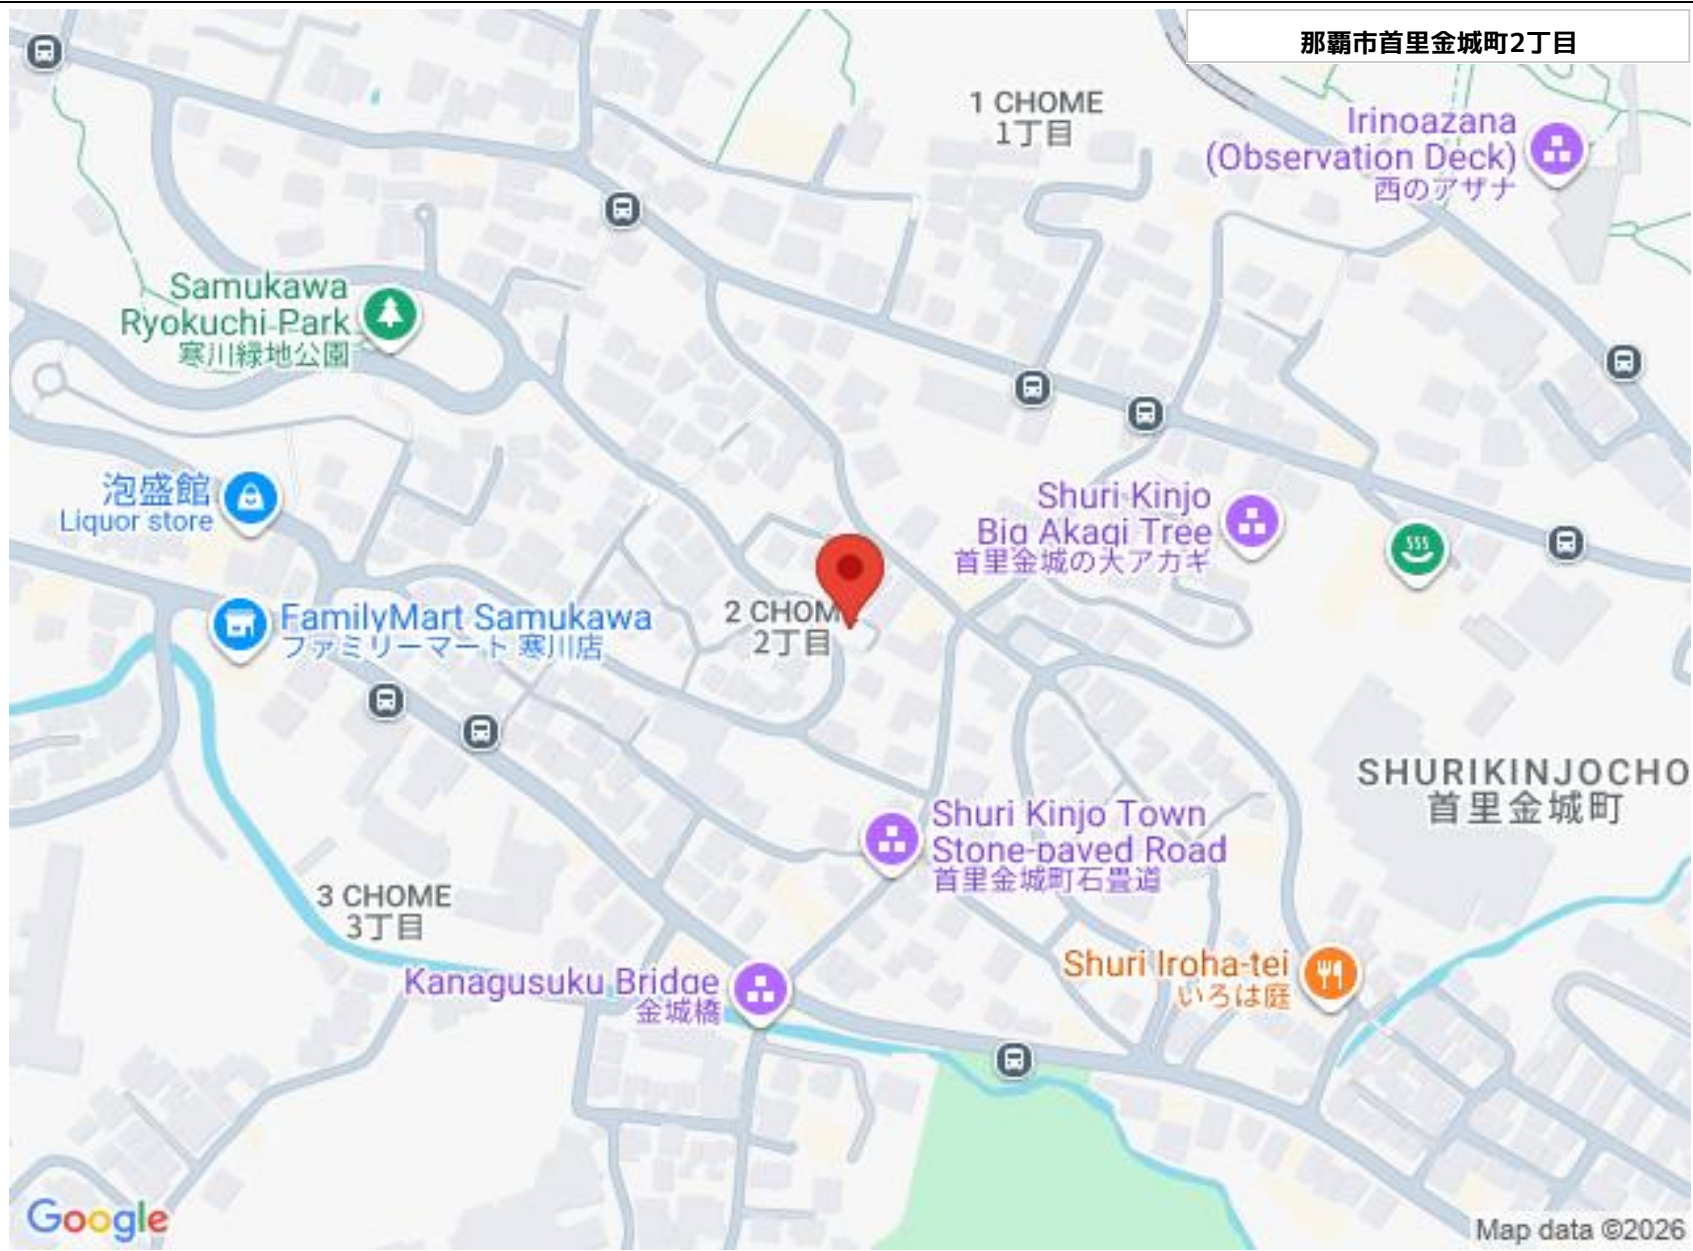 那覇市首里金城町2丁目
1 CHOME
1丁目
Irinoazana
(Observation Deck)
西のアザナ
Samukawa
Ryokuchi Park
寒川緑地公園
泡盛館
Liquor store
Shuri Kinjo
Big Akagi Tree
首里金城の大アカギ
FamilyMart Samukawa
ファミリーマート 寒川店
2 CHOM
2丁目
SHURIKINJOCHO
首里金城町
Shuri Kinjo Town
Stone-paved Road
首里金城町石畳道
3 CHOME
3丁目
Kanagusuku Bridge
金城橋
Shuri Iroha-tei
いろは庭
Google
Map data ©2026